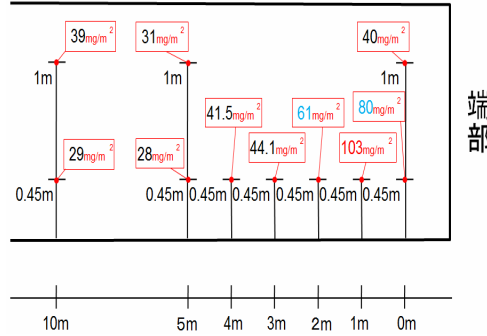 39mg/m²
31mg/m²
40mg/m²
1m
1m
1m
41.5mg/m²
61mg/m²
80mg/m²
端部
29mg/m²
28mg/m²
44.1mg/m²
103mg/m²
0.45m
0.45m
0.45m
0.45m
0.45m
0.45m
0.45m
10m
5m
4m
3m
2m
1m
0m